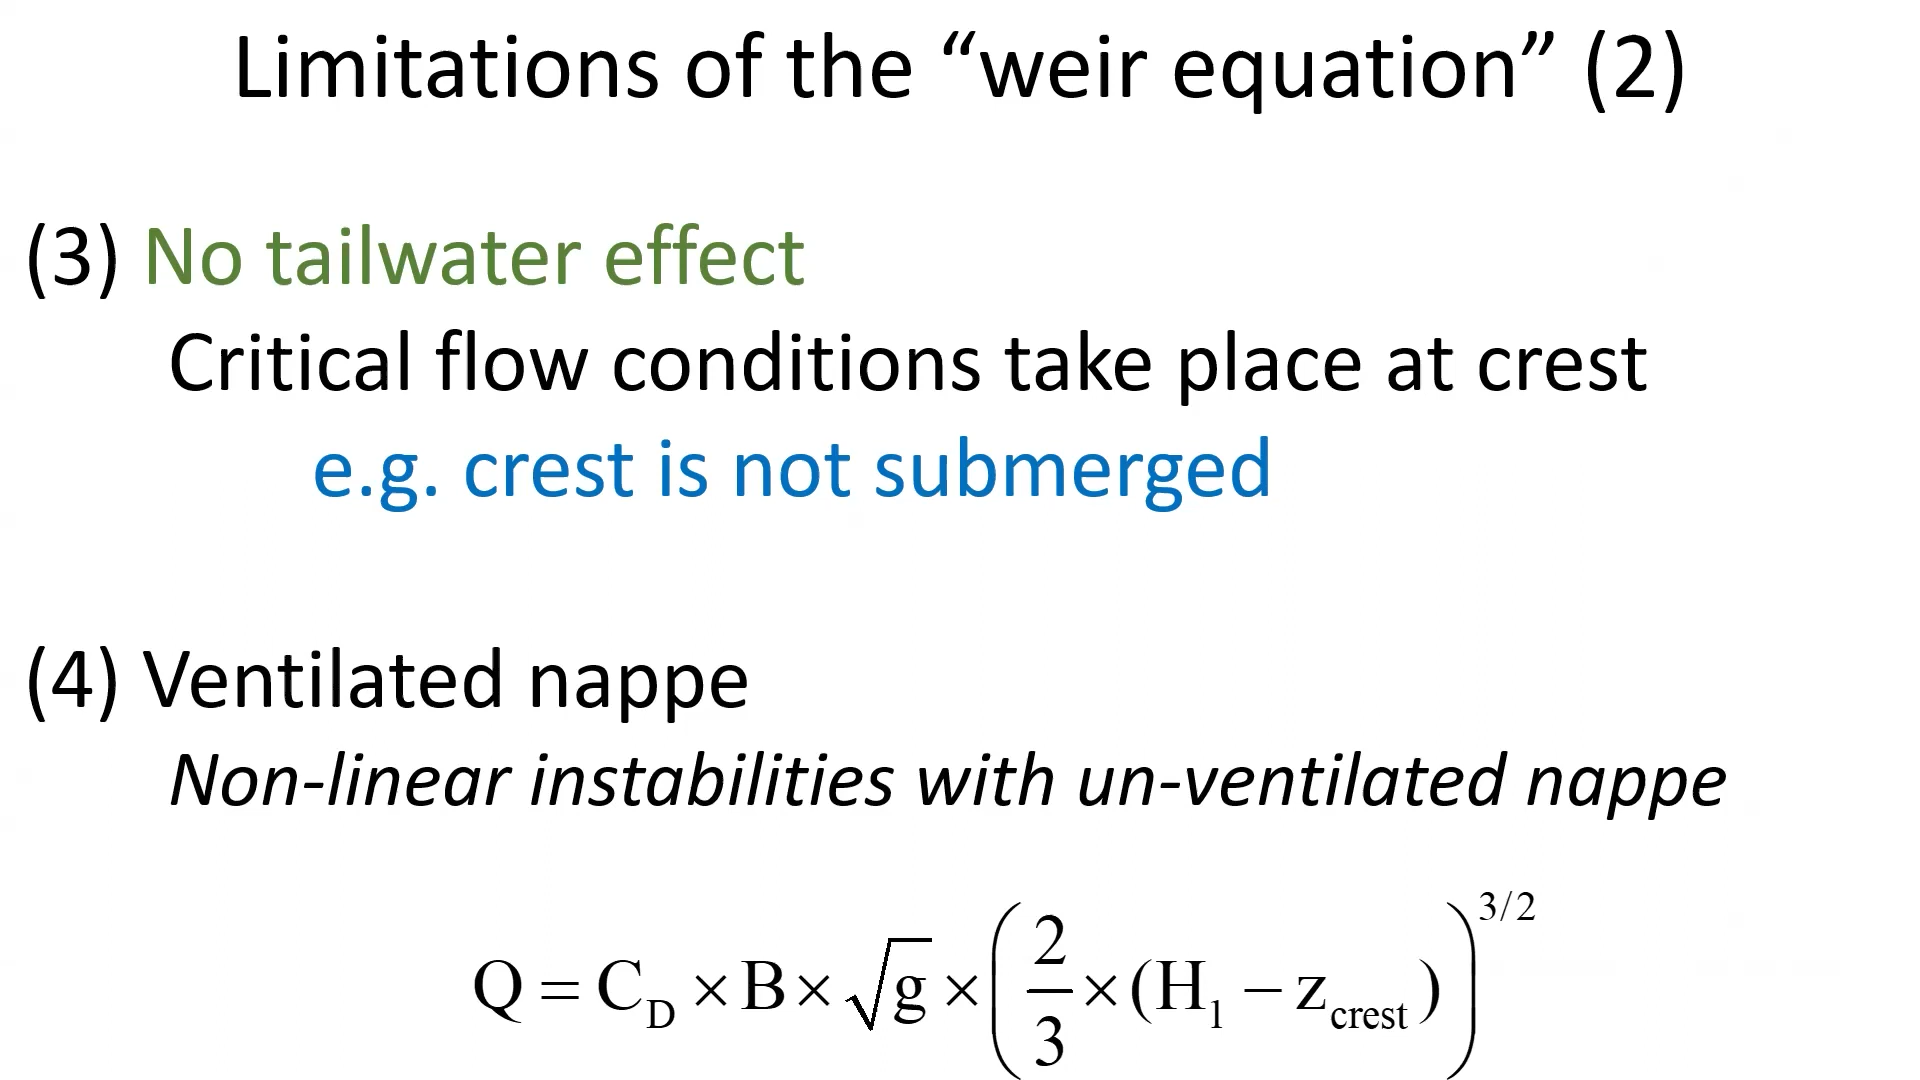 Limitations of the “weir equation” (2)
(3) No tailwater effect
Critical flow conditions take place at crest
e.g. crest is not submerged
(4) Ventilated nappe
Non-linear instabilities with un-ventilated nappe
Q = C_D × B × √g × (2/3 × (H_1 − z_crest))^{3/2}